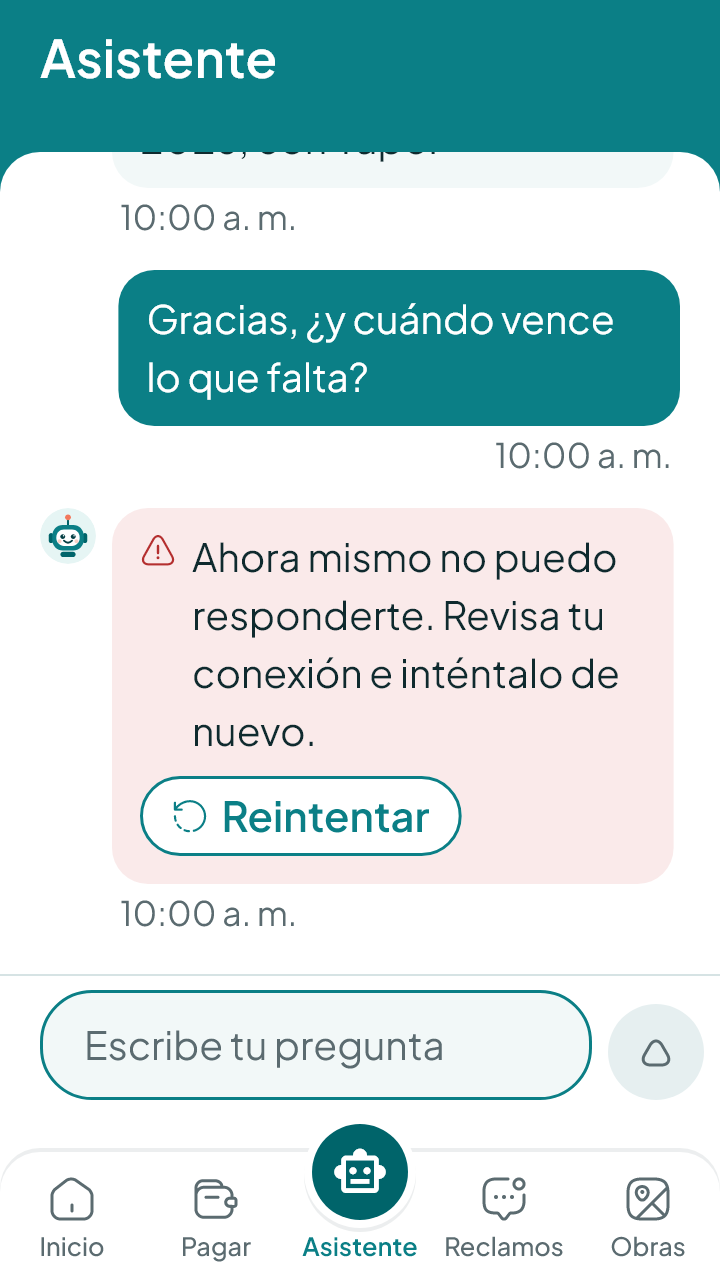 Asistente
10:00 a. m.
Gracias, ¿y cuándo vence
lo que falta?
10:00 a. m.
Ahora mismo no puedo
responderte. Revisa tu
conexión e inténtalo de
nuevo.
Reintentar
10:00 a. m.
Escribe tu pregunta
Inicio
Pagar
Asistente
Reclamos
Obras